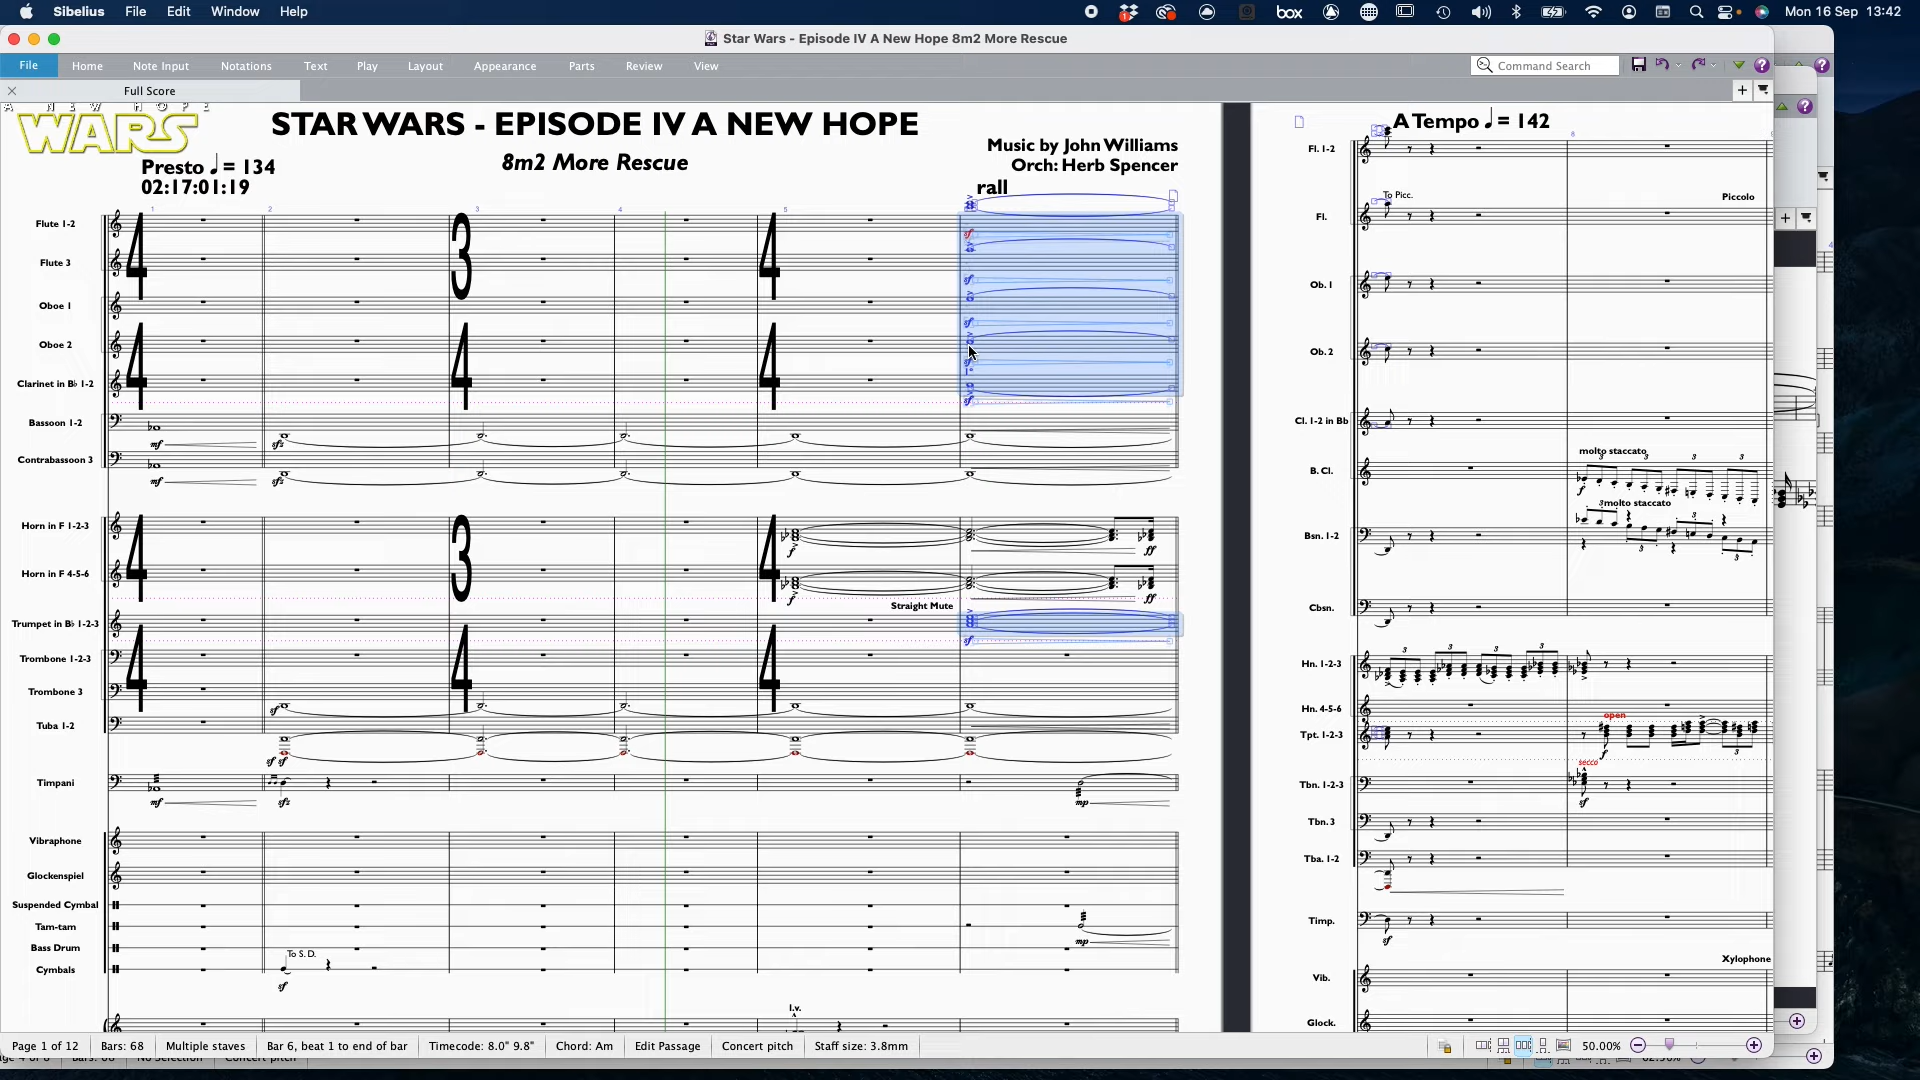 Sibelius File Edit Window Help
box
Mon 16 Sep 13:42
Star Wars - Episode IV A New Hope 8m2 More Rescue
File Home Note Input Notations Text Play Layout Appearance Parts Review View
Command Search
Full Score
A NEW HOPE
WARS
STAR WARS - EPISODE IV A NEW HOPE
8m2 More Rescue
Music by John Williams
Orch: Herb Spencer
Presto ♩= 134
02:17:01:19
rall
1 2 3 4 5
Flute 1-2
Flute 3
Oboe 1
Oboe 2
Clarinet in B♭ 1-2
Bassoon 1-2
Contrabassoon 3
Horn in F 1-2-3
Horn in F 4-5-6
Straight Mute
Trumpet in B♭ 1-2-3
Trombone 1-2-3
Trombone 3
Tuba 1-2
Timpani
Vibraphone
Glockenspiel
Suspended Cymbal
Tam-tam
Bass Drum
To S.D.
Cymbals
l.v.
A Tempo ♩= 142
8
Fl. 1-2
To Picc.
Piccolo
Fl.
Ob. 1
Ob. 2
Cl. 1-2 in Bb
molto staccato
B. Cl.
molto staccato
Bsn. 1-2
Cbsn.
Hn. 1-2-3
Hn. 4-5-6
open
Tpt. 1-2-3
secco
Tbn. 1-2-3
Tbn. 3
Tba. 1-2
Timp.
Xylophone
Vib.
Glock.
Page 1 of 12 Bars: 68 Multiple staves Bar 6, beat 1 to end of bar Timecode: 8.0" 9.8" Chord: Am Edit Passage Concert pitch Staff size: 3.8mm
50.00%